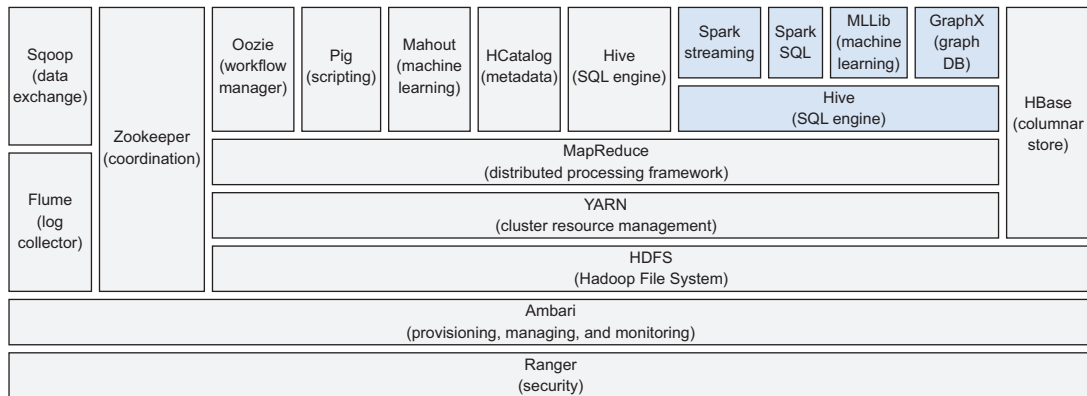 Sqoop
(data
exchange)
Flume
(log
collector)
Zookeeper
(coordination)
Oozie
(workflow
manager)
Pig
(scripting)
Mahout
(machine
learning)
HCatalog
(metadata)
Hive
(SQL engine)
Spark
streaming
Spark
SQL
MLLib
(machine
learning)
GraphX
(graph
DB)
Hive
(SQL engine)
HBase
(columnar
store)
MapReduce
(distributed processing framework)
YARN
(cluster resource management)
HDFS
(Hadoop File System)
Ambari
(provisioning, managing, and monitoring)
Ranger
(security)